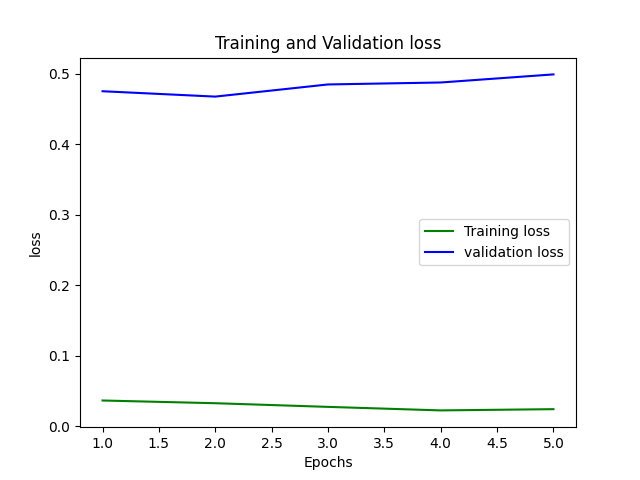 Training and Validation loss
0.5
0.4
0.3
0.2
0.1
0.0
loss
Training loss
validation loss
1.0 1.5 2.0 2.5 3.0 3.5 4.0 4.5 5.0
Epochs